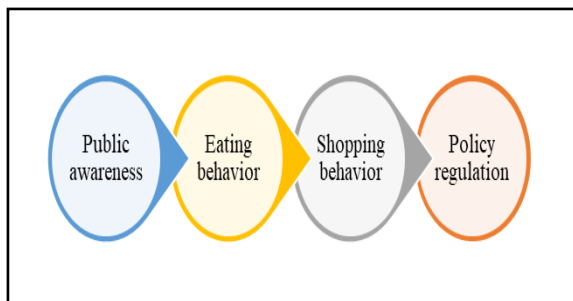 Public
awareness
Eating
behavior
Shopping
behavior
Policy
regulation